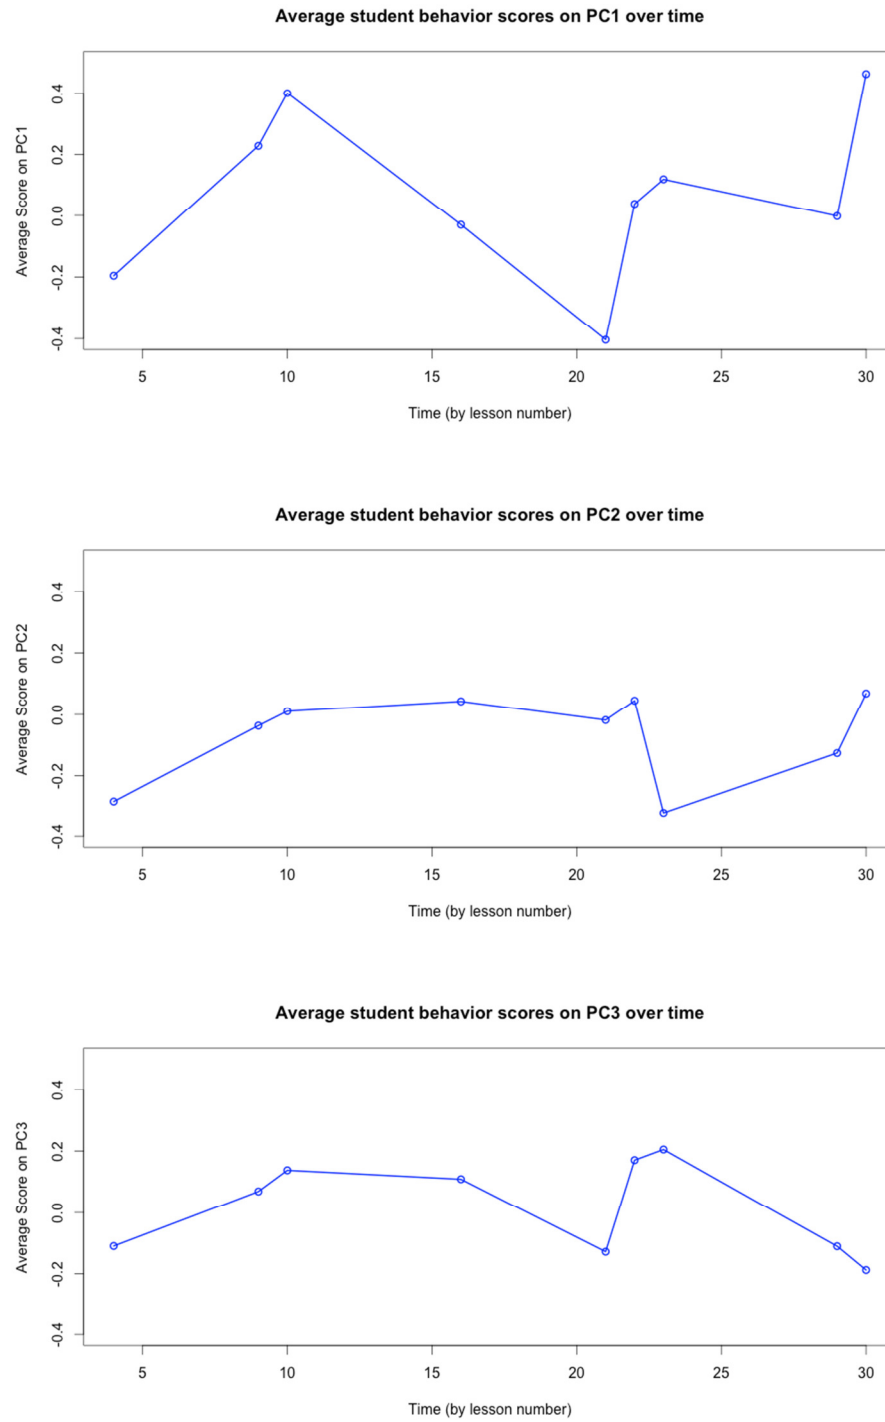 Average student behavior scores on PC1 over time
Average Score on PC1
0.4
0.2
0.0
-0.2
-0.4
5 10 15 20 25 30
Time (by lesson number)
Average student behavior scores on PC2 over time
Average Score on PC2
0.4
0.2
0.0
-0.2
-0.4
5 10 15 20 25 30
Time (by lesson number)
Average student behavior scores on PC3 over time
Average Score on PC3
0.4
0.2
0.0
-0.2
-0.4
5 10 15 20 25 30
Time (by lesson number)